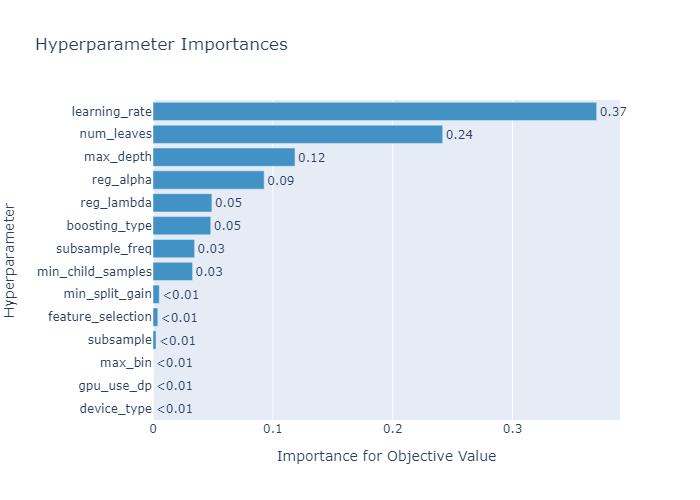 Hyperparameter Importances
Hyperparameter
learning_rate 0.37
num_leaves 0.24
max_depth 0.12
reg_alpha 0.09
reg_lambda 0.05
boosting_type 0.05
subsample_freq 0.03
min_child_samples 0.03
min_split_gain <0.01
feature_selection <0.01
subsample <0.01
max_bin <0.01
gpu_use_dp <0.01
device_type <0.01
0 0.1 0.2 0.3
Importance for Objective Value